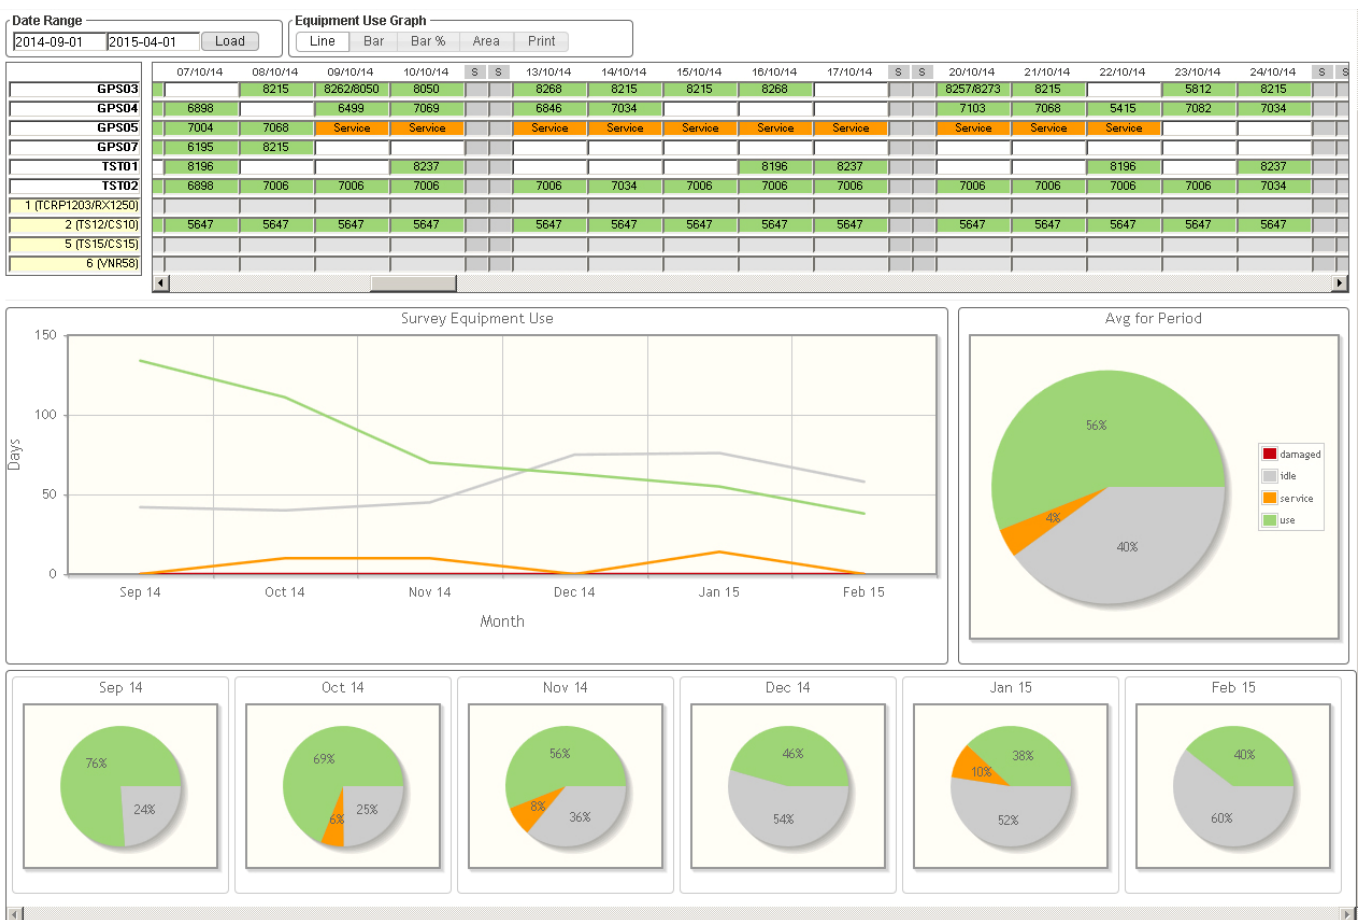 Date Range
2014-09-01 2015-04-01 Load
Equipment Use Graph
Line Bar Bar % Area Print
07/10/14 08/10/14 09/10/14 10/10/14 S S 13/10/14 14/10/14 15/10/14 16/10/14 17/10/14 S S 20/10/14 21/10/14 22/10/14 23/10/14 24/10/14 S S
GPS03 8215 8262/8050 8050 8268 8215 8215 8268 8257/8273 8215 5812 8215
GPS04 6898 6499 7069 6846 7034 7103 7068 5415 7082 7034
GPS05 7004 7068 Service Service Service Service Service Service Service Service Service Service
GPS07 6195 8215
TST01 8196 8237 8196 8237 8196 8237
TST02 6898 7006 7006 7006 7006 7034 7006 7006 7006 7006 7006 7006 7006 7034
1 (TCRP1203/RX1250)
2 (TS12/CS10) 5647 5647 5647 5647 5647 5647 5647 5647 5647 5647 5647 5647 5647 5647
5 (TS15/CS15)
6 (VNR58)
Survey Equipment Use
150
100
50
0
Days
Sep 14 Oct 14 Nov 14 Dec 14 Jan 15 Feb 15
Month
Avg for Period
56%
4%
40%
damaged
idle
service
use
Sep 14
76%
24%
Oct 14
69%
6%
25%
Nov 14
56%
8%
36%
Dec 14
46%
54%
Jan 15
38%
10%
52%
Feb 15
40%
60%